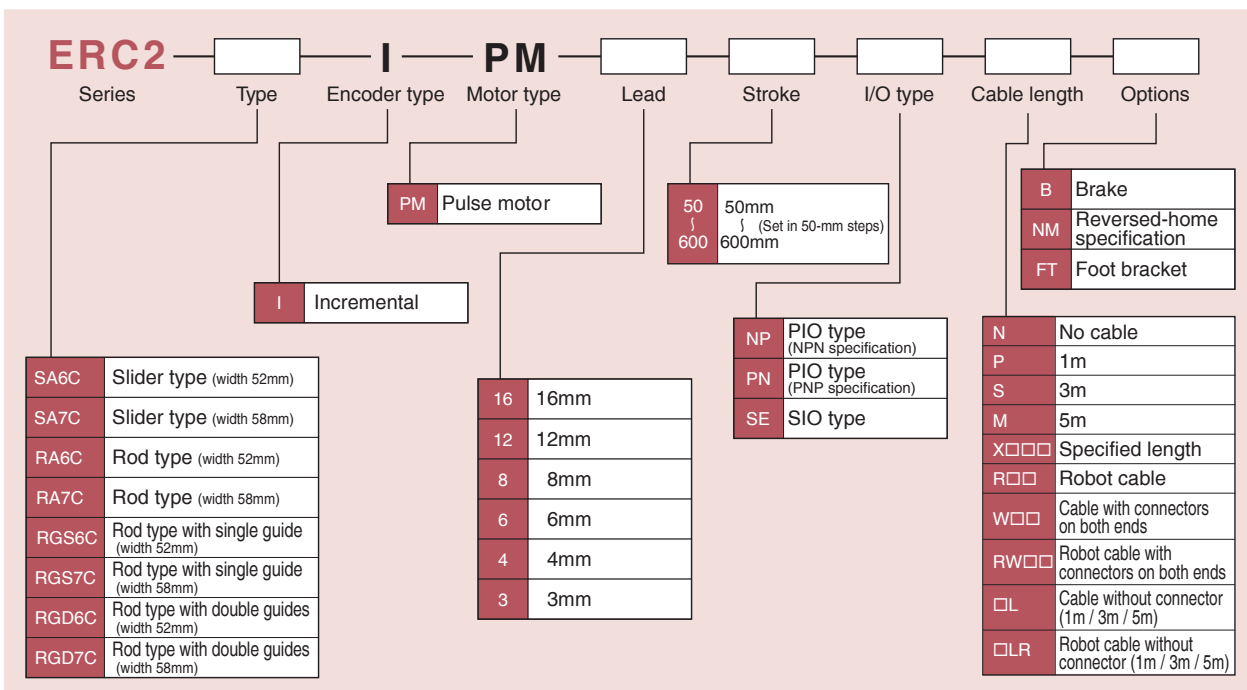 ERC2 I PM
Series Type Encoder type Motor type Lead Stroke I/O type Cable length Options
PM Pulse motor
50 50mm
∫ ∫ (Set in 50-mm steps)
600 600mm
B Brake
NM Reversed-home
specification
FT Foot bracket
I Incremental
NP PIO type
(NPN specification)
PN PIO type
(PNP specification)
SE SIO type
N No cable
P 1m
S 3m
M 5m
X□□□ Specified length
R□□ Robot cable
W□□ Cable with connectors
on both ends
RW□□ Robot cable with
connectors on both ends
□L Cable without connector
(1m / 3m / 5m)
□LR Robot cable without
connector (1m / 3m / 5m)
SA6C Slider type (width 52mm)
SA7C Slider type (width 58mm)
RA6C Rod type (width 52mm)
RA7C Rod type (width 58mm)
RGS6C Rod type with single guide
(width 52mm)
RGS7C Rod type with single guide
(width 58mm)
RGD6C Rod type with double guides
(width 52mm)
RGD7C Rod type with double guides
(width 58mm)
16 16mm
12 12mm
8 8mm
6 6mm
4 4mm
3 3mm